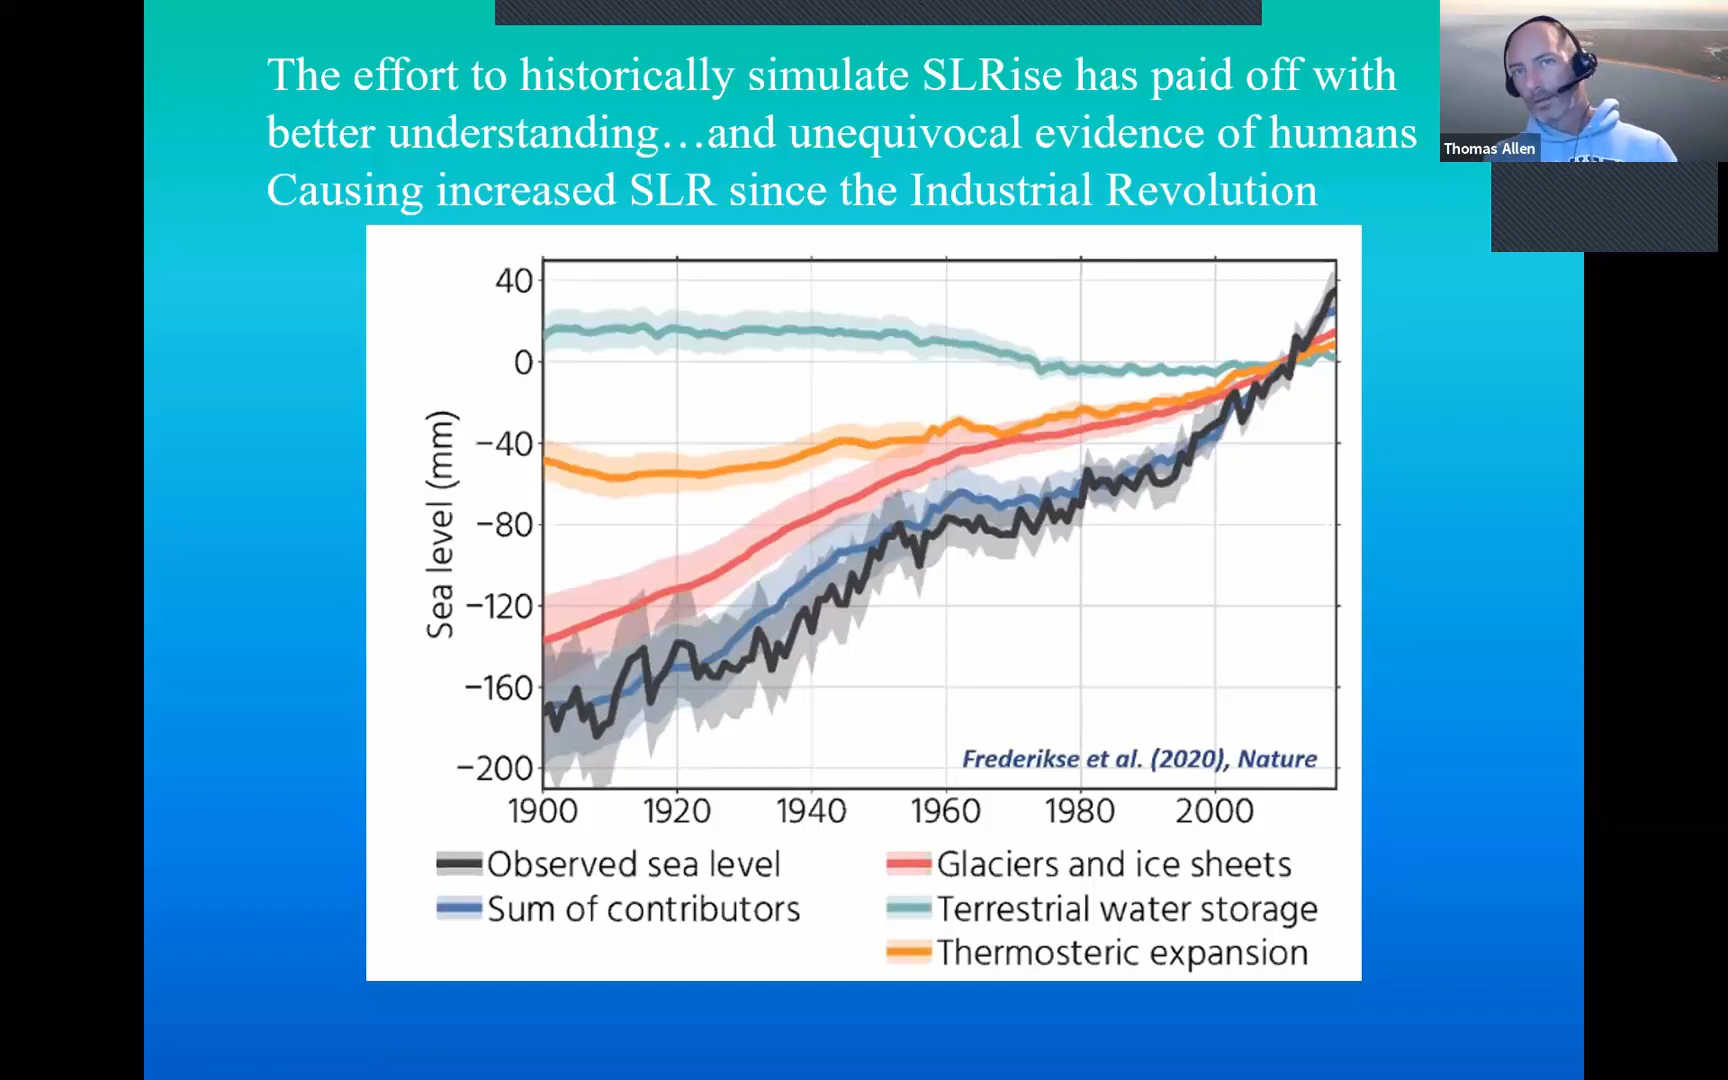 The effort to historically simulate SLRise has paid off with
better understanding…and unequivocal evidence of humans
Causing increased SLR since the Industrial Revolution
Thomas Allen
Sea level (mm)
40
0
−40
−80
−120
−160
−200
Frederikse et al. (2020), Nature
1900 1920 1940 1960 1980 2000
Observed sea level
Sum of contributors
Glaciers and ice sheets
Terrestrial water storage
Thermosteric expansion